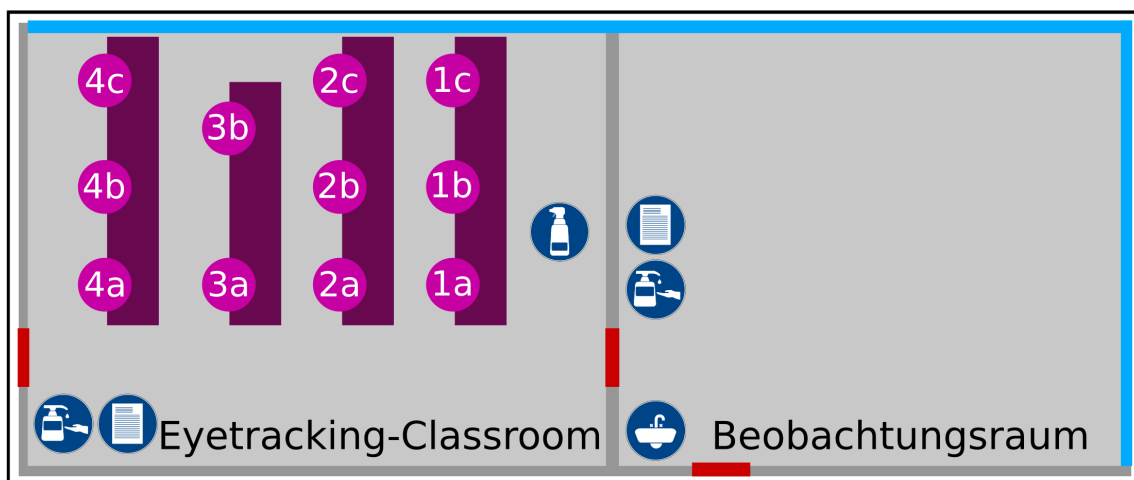 4c 2c 1c
3b
4b 2b 1b
4a 3a 2a 1a
Eyetracking-Classroom Beobachtungsraum